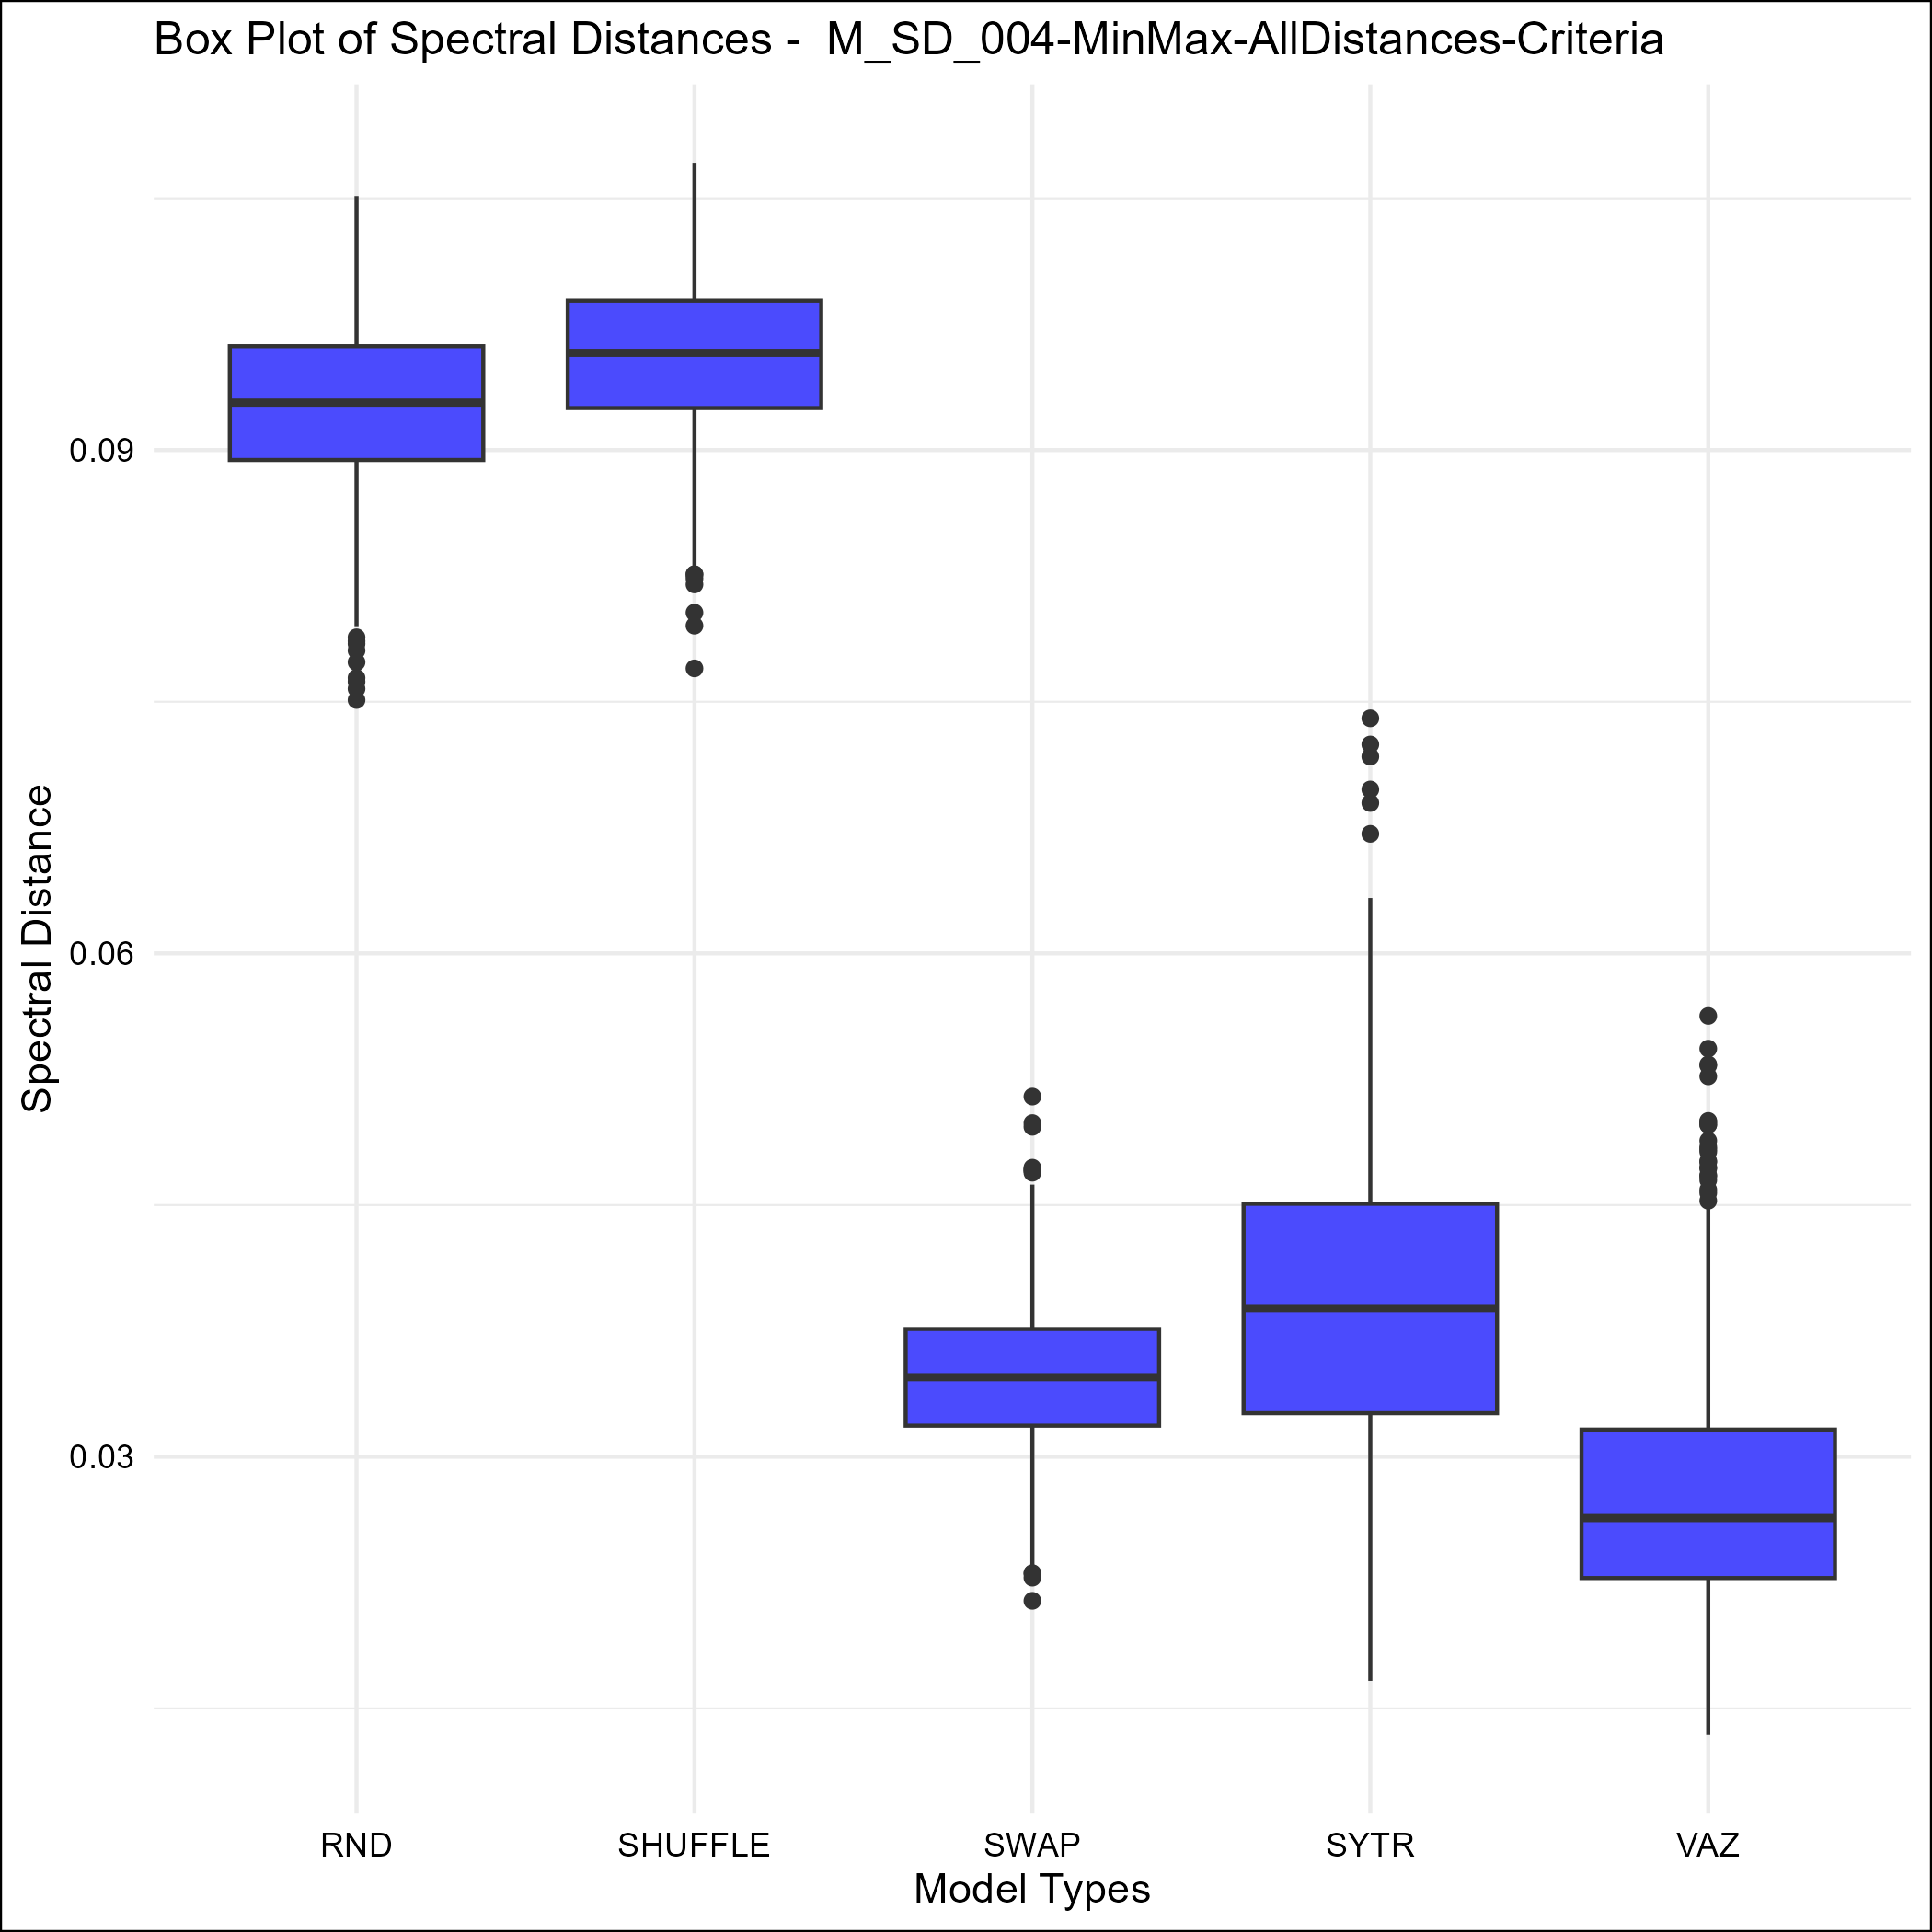 Box Plot of Spectral Distances -  M_SD_004-MinMax-AllDistances-Criteria
Spectral Distance
0.09
0.06
0.03
RND SHUFFLE SWAP SYTR VAZ
Model Types